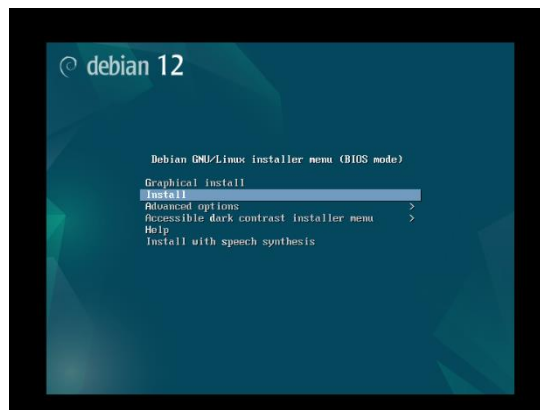 debian 12
Debian GNU/Linux installer menu (BIOS mode)
Graphical install
Install
Advanced options >
Accessible dark contrast installer menu >
Help
Install with speech synthesis